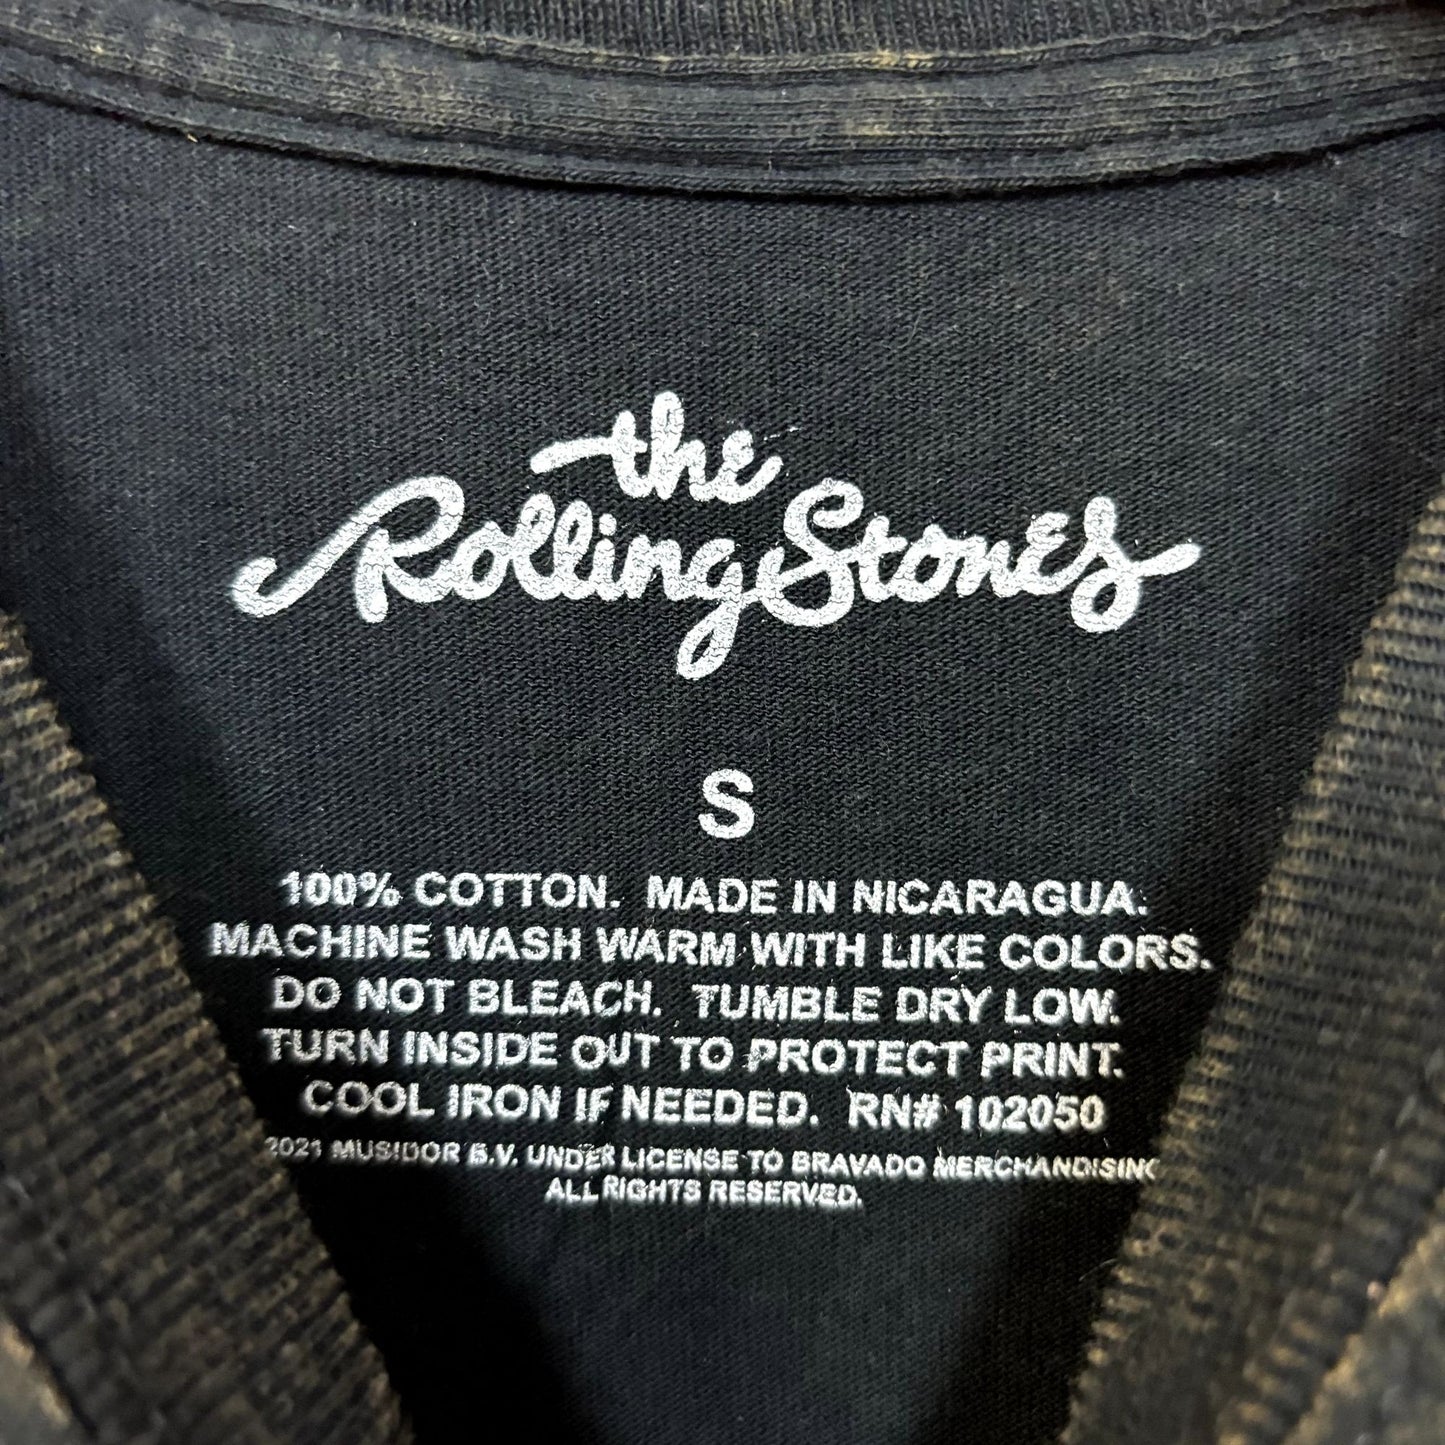 the
Rolling Stones
S
100% COTTON. MADE IN NICARAGUA.
MACHINE WASH WARM WITH LIKE COLORS.
DO NOT BLEACH. TUMBLE DRY LOW.
TURN INSIDE OUT TO PROTECT PRINT.
COOL IRON IF NEEDED. RN# 102050
2021 MUSIDOR B.V. UNDER LICENSE TO BRAVADO MERCHANDISING
ALL RIGHTS RESERVED.